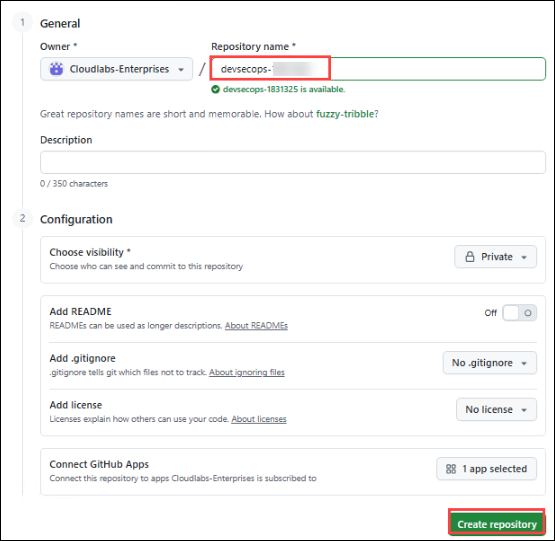 1 General
Owner * Repository name *
Cloudlabs-Enterprises / devsecops-1
devsecops-1831325 is available.
Great repository names are short and memorable. How about fuzzy-tribble?
Description
0 / 350 characters
2 Configuration
Choose visibility *
Choose who can see and commit to this repository
Private
Add README
READMEs can be used as longer descriptions. About READMEs
Off
Add .gitignore
.gitignore tells git which files not to track. About ignoring files
No .gitignore
Add license
Licenses explain how others can use your code. About licenses
No license
Connect GitHub Apps
Connect this repository to apps Cloudlabs-Enterprises is subscribed to
1 app selected
Create repository